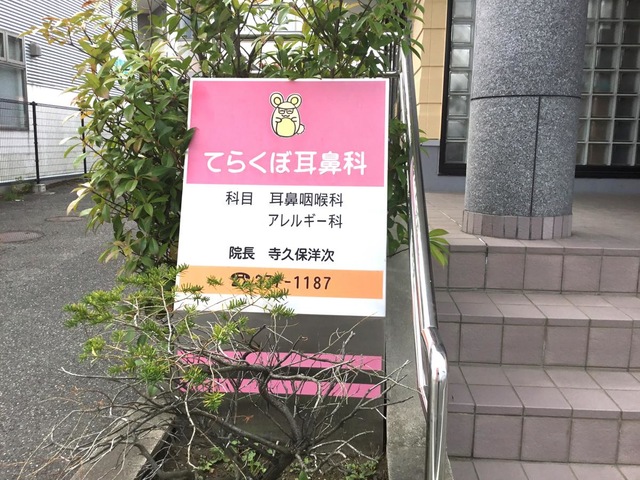 てらくぼ耳鼻科
科目 耳鼻咽喉科
アレルギー科
院長 寺久保洋次
☎ -1187